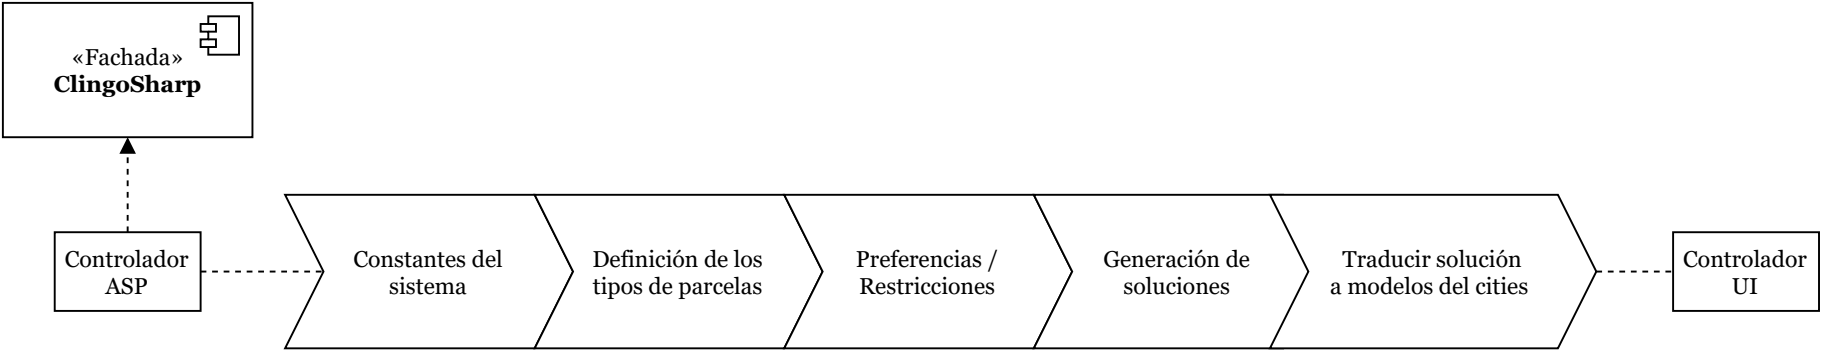 «Fachada»
ClingoSharp
Controlador
ASP
Constantes del
sistema
Definición de los
tipos de parcelas
Preferencias /
Restricciones
Generación de
soluciones
Traducir solución
a modelos del cities
Controlador
UI